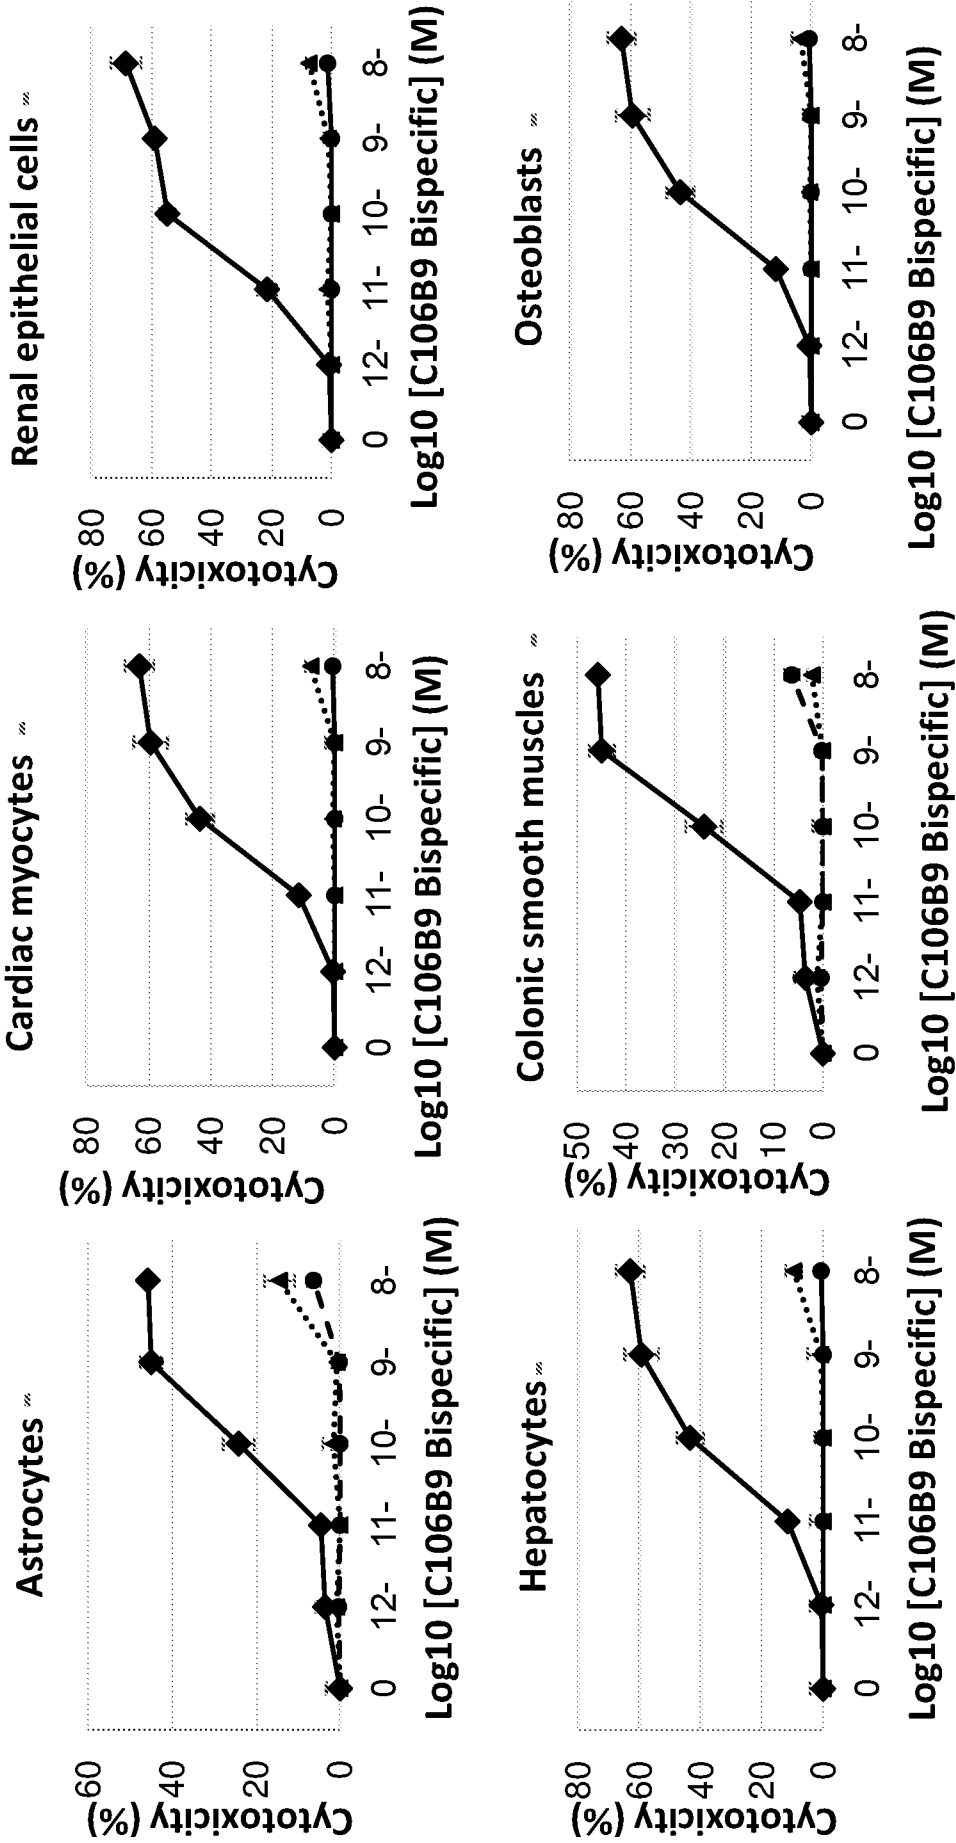 Astrocytes
Cytotoxicity (%)
60
40
20
0
0 12- 11- 10- 9- 8-
Log10 [C106B9 Bispecific] (M)
Cardiac myocytes
Cytotoxicity (%)
80
60
40
20
0
0 12- 11- 10- 9- 8-
Log10 [C106B9 Bispecific] (M)
Renal epithelial cells
Cytotoxicity (%)
80
60
40
20
0
0 12- 11- 10- 9- 8-
Log10 [C106B9 Bispecific] (M)
Hepatocytes
Cytotoxicity (%)
80
60
40
20
0
0 12- 11- 10- 9- 8-
Log10 [C106B9 Bispecific] (M)
Colonic smooth muscles
Cytotoxicity (%)
50
40
30
20
10
0
0 12- 11- 10- 9- 8-
Log10 [C106B9 Bispecific] (M)
Osteoblasts
Cytotoxicity (%)
80
60
40
20
0
0 12- 11- 10- 9- 8-
Log10 [C106B9 Bispecific] (M)